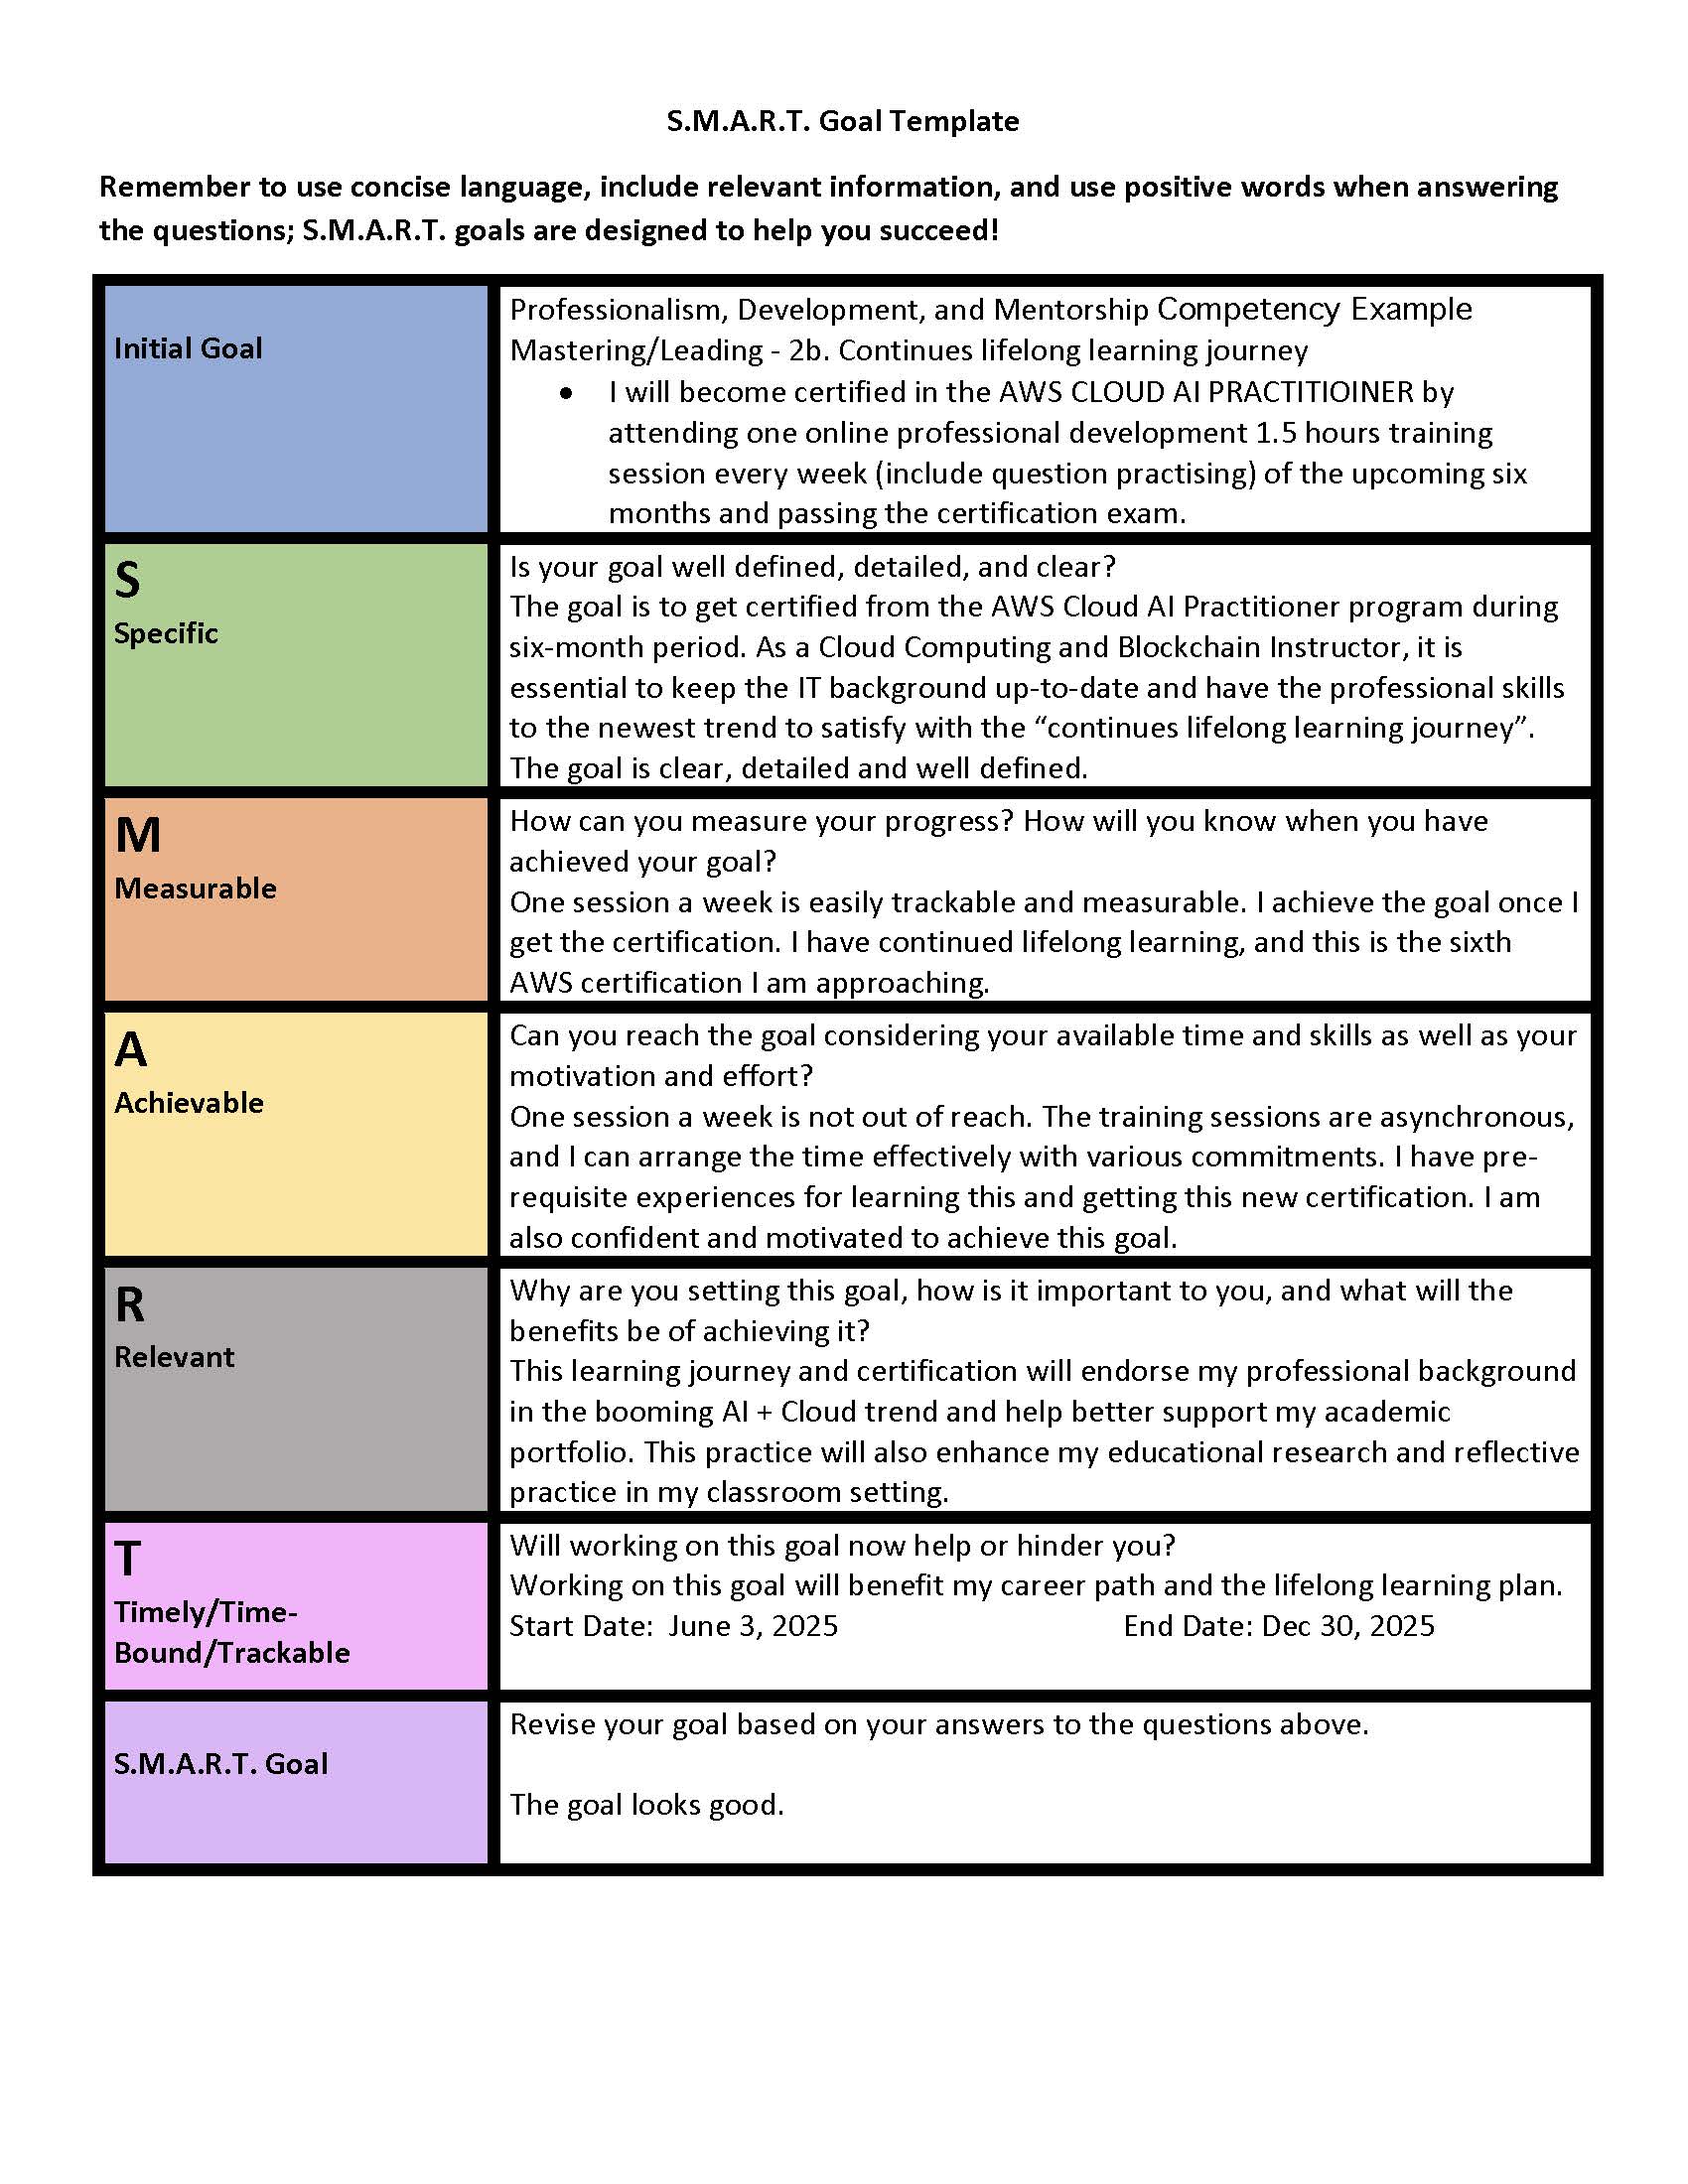 S.M.A.R.T. Goal Template
Remember to use concise language, include relevant information, and use positive words when answering
the questions; S.M.A.R.T. goals are designed to help you succeed!
Initial Goal
Professionalism, Development, and Mentorship Competency Example
Mastering/Leading - 2b. Continues lifelong learning journey
• I will become certified in the AWS CLOUD AI PRACTITIOINER by
attending one online professional development 1.5 hours training
session every week (include question practising) of the upcoming six
months and passing the certification exam.
S
Specific
Is your goal well defined, detailed, and clear?
The goal is to get certified from the AWS Cloud AI Practitioner program during
six-month period. As a Cloud Computing and Blockchain Instructor, it is
essential to keep the IT background up-to-date and have the professional skills
to the newest trend to satisfy with the “continues lifelong learning journey”.
The goal is clear, detailed and well defined.
M
Measurable
How can you measure your progress? How will you know when you have
achieved your goal?
One session a week is easily trackable and measurable. I achieve the goal once I
get the certification. I have continued lifelong learning, and this is the sixth
AWS certification I am approaching.
A
Achievable
Can you reach the goal considering your available time and skills as well as your
motivation and effort?
One session a week is not out of reach. The training sessions are asynchronous,
and I can arrange the time effectively with various commitments. I have pre-
requisite experiences for learning this and getting this new certification. I am
also confident and motivated to achieve this goal.
R
Relevant
Why are you setting this goal, how is it important to you, and what will the
benefits be of achieving it?
This learning journey and certification will endorse my professional background
in the booming AI + Cloud trend and help better support my academic
portfolio. This practice will also enhance my educational research and reflective
practice in my classroom setting.
T
Timely/Time-
Bound/Trackable
Will working on this goal now help or hinder you?
Working on this goal will benefit my career path and the lifelong learning plan.
Start Date: June 3, 2025 End Date: Dec 30, 2025
S.M.A.R.T. Goal
Revise your goal based on your answers to the questions above.
The goal looks good.